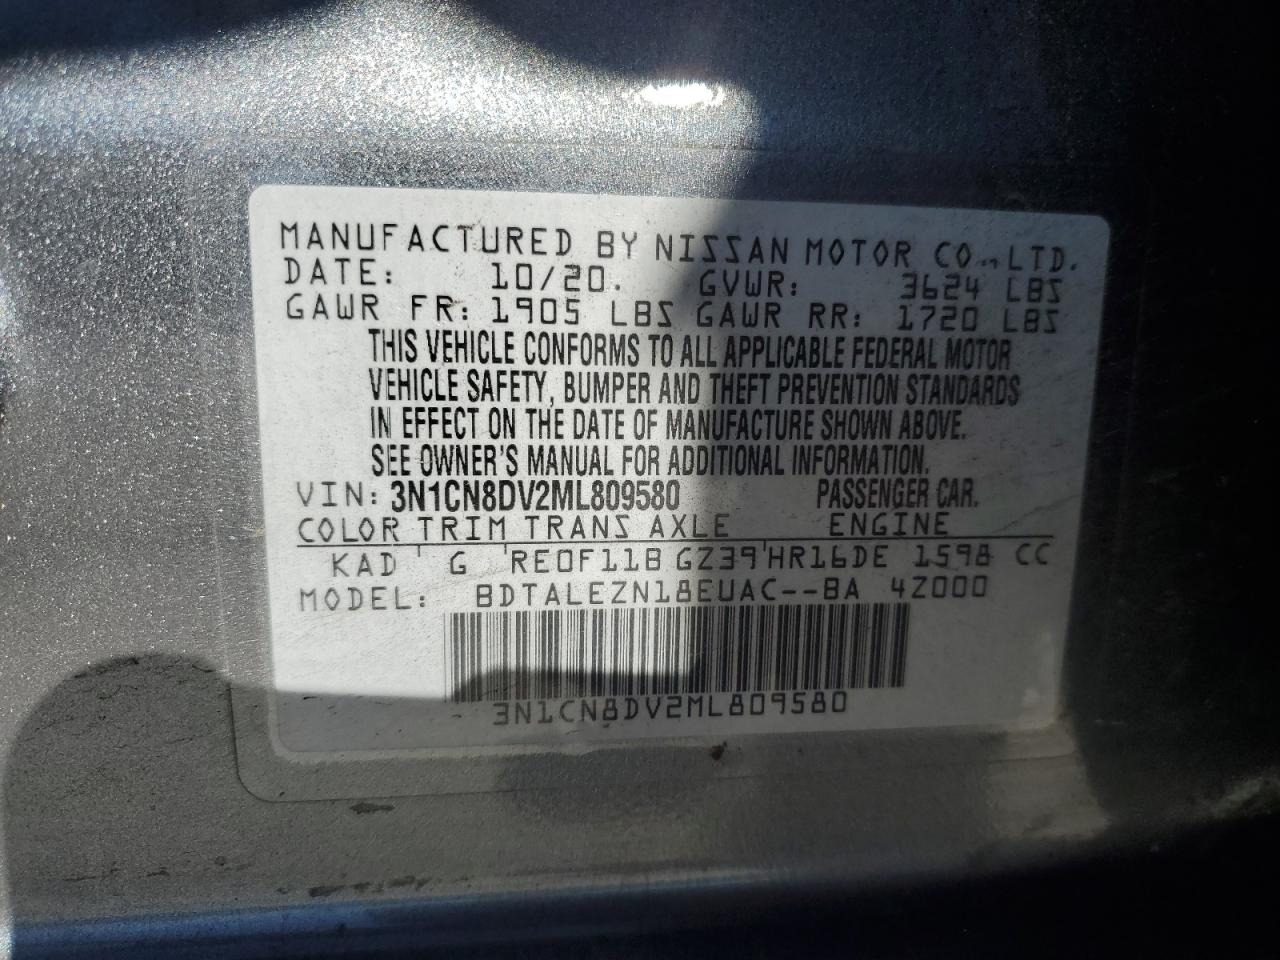 MANUFACTURED BY NISSAN MOTOR CO., LTD.
DATE: 10/20. GVWR: 3624 LBS
GAWR FR: 1905 LBS GAWR RR: 1720 LBS
THIS VEHICLE CONFORMS TO ALL APPLICABLE FEDERAL MOTOR
VEHICLE SAFETY, BUMPER AND THEFT PREVENTION STANDARDS
IN EFFECT ON THE DATE OF MANUFACTURE SHOWN ABOVE.
SEE OWNER'S MANUAL FOR ADDITIONAL INFORMATION.
VIN: 3N1CN8DV2ML809580 PASSENGER CAR.
COLOR TRIM TRANS AXLE ENGINE
KAD G RE0F11B GZ39 HR16DE 1598 CC
MODEL: BDTALEZN18EUAC--BA 4Z000
3N1CN8DV2ML809580